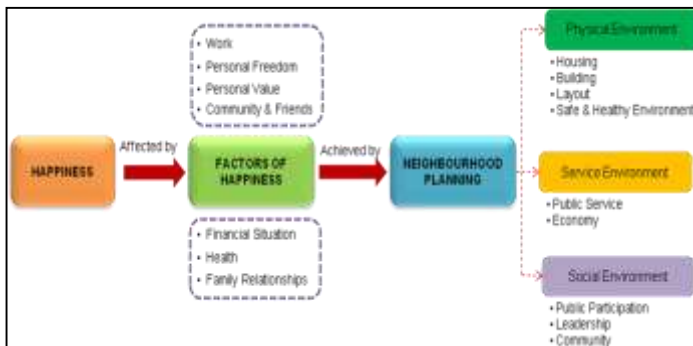 • Work
• Personal Freedom
• Personal Value
• Community & Friends
HAPPINESS
Affected by
FACTORS OF
HAPPINESS
Achieved by
NEIGHBOURHOOD
PLANNING
• Financial Situation
• Health
• Family Relationships
Physical Environment
• Housing
• Building
• Layout
• Safe & Healthy Environment
Service Environment
• Public Service
• Economy
Social Environment
• Public Participation
• Leadership
• Community